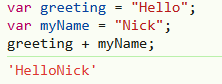 var greeting = "Hello";
var myName = "Nick";
greeting + myName;
'HelloNick'